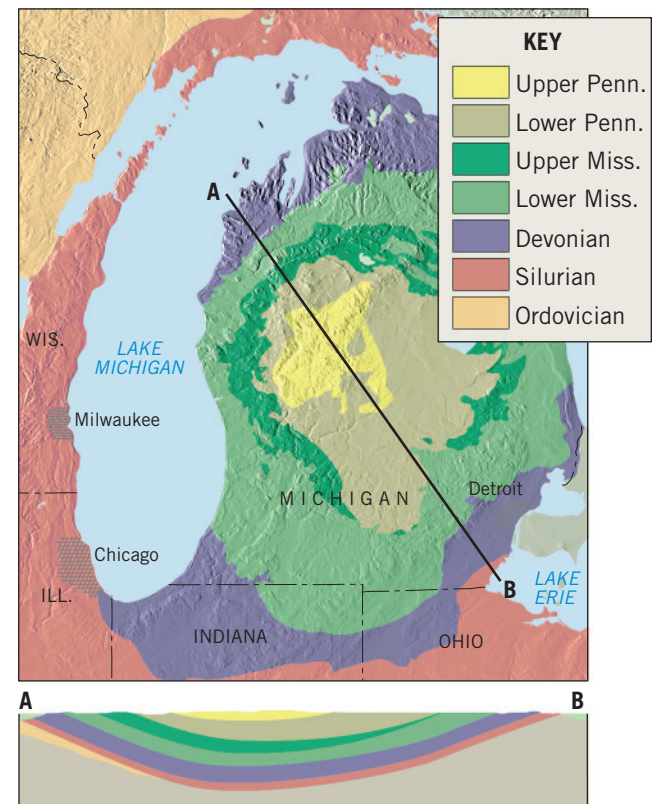 KEY
Upper Penn.
Lower Penn.
Upper Miss.
Lower Miss.
Devonian
Silurian
Ordovician
A
WIS.
LAKE
MICHIGAN
Milwaukee
MICHIGAN
Detroit
Chicago
ILL.
B
LAKE
ERIE
INDIANA
OHIO
A
B